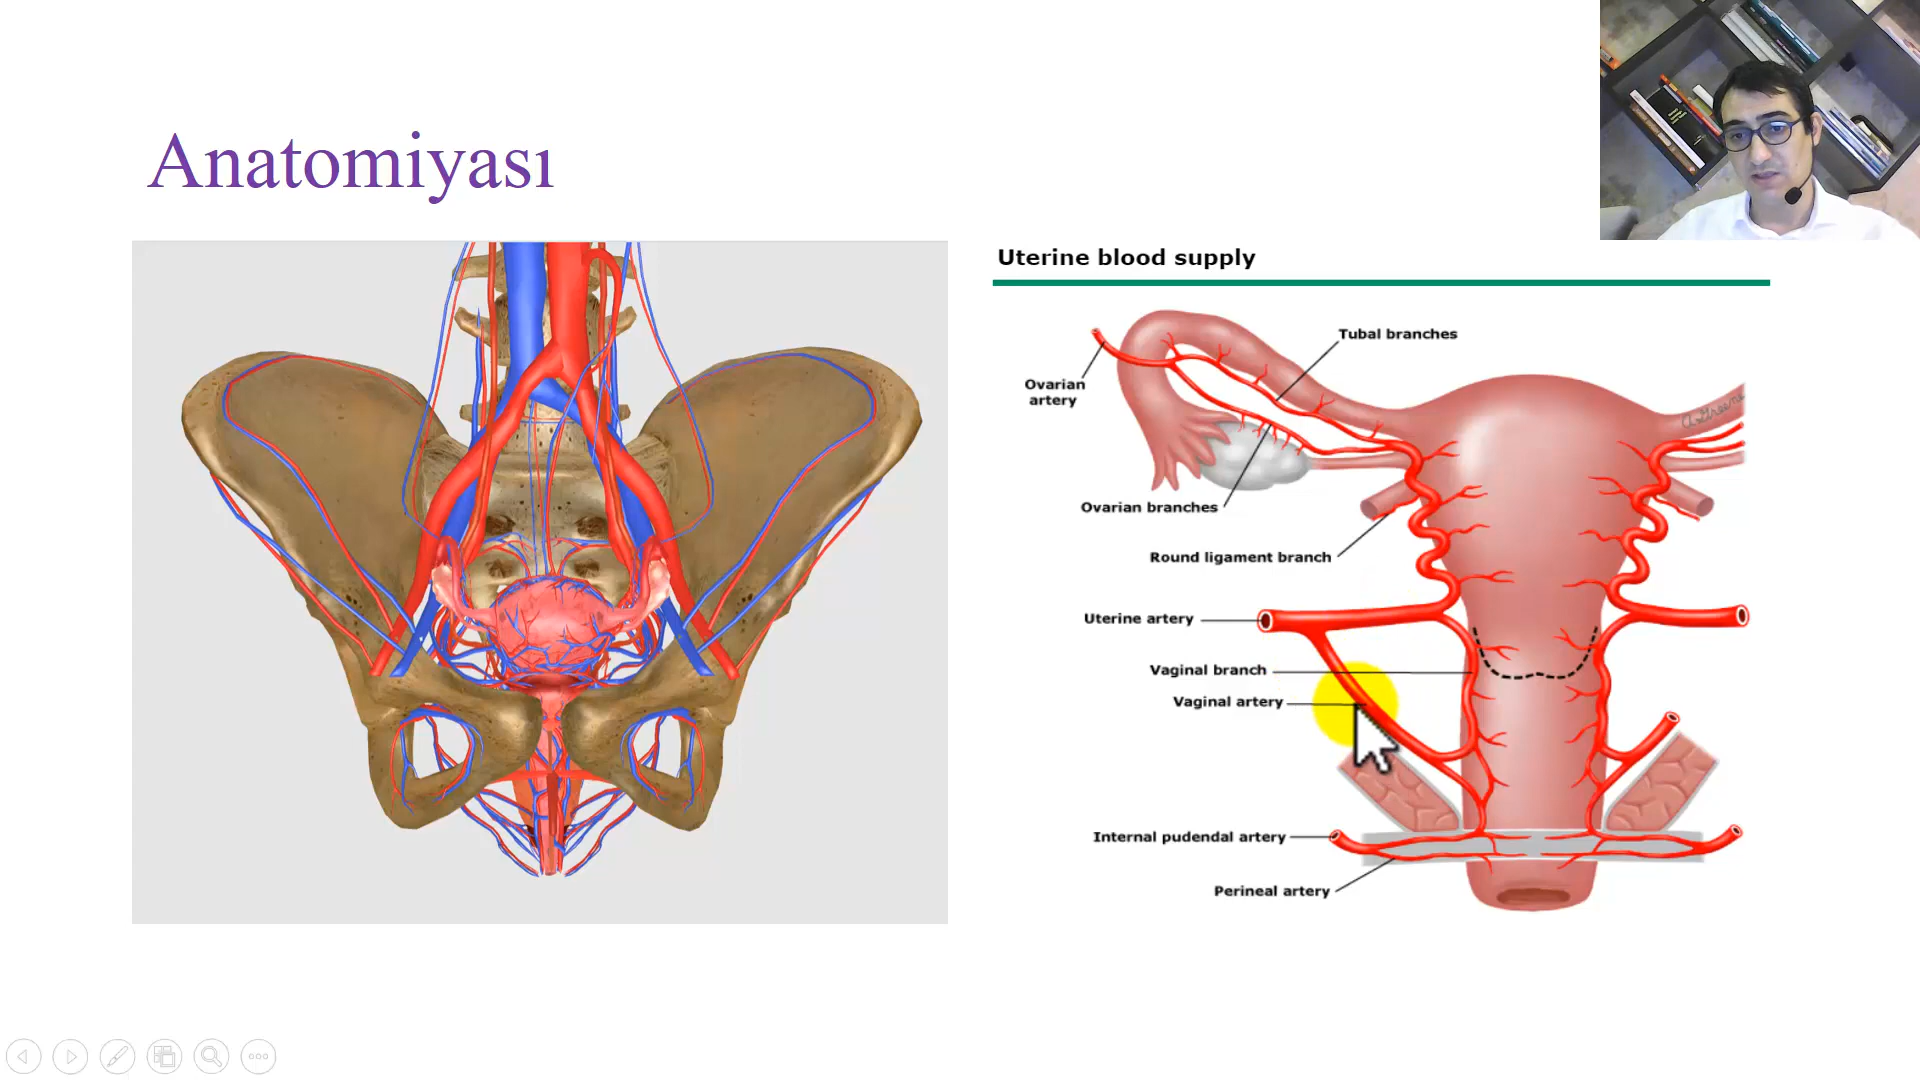 Anatomiyası
Uterine blood supply
Tubal branches
Ovarian
artery
A.Greene
Ovarian branches
Round ligament branch
Uterine artery
Vaginal branch
Vaginal artery
Internal pudendal artery
Perineal artery